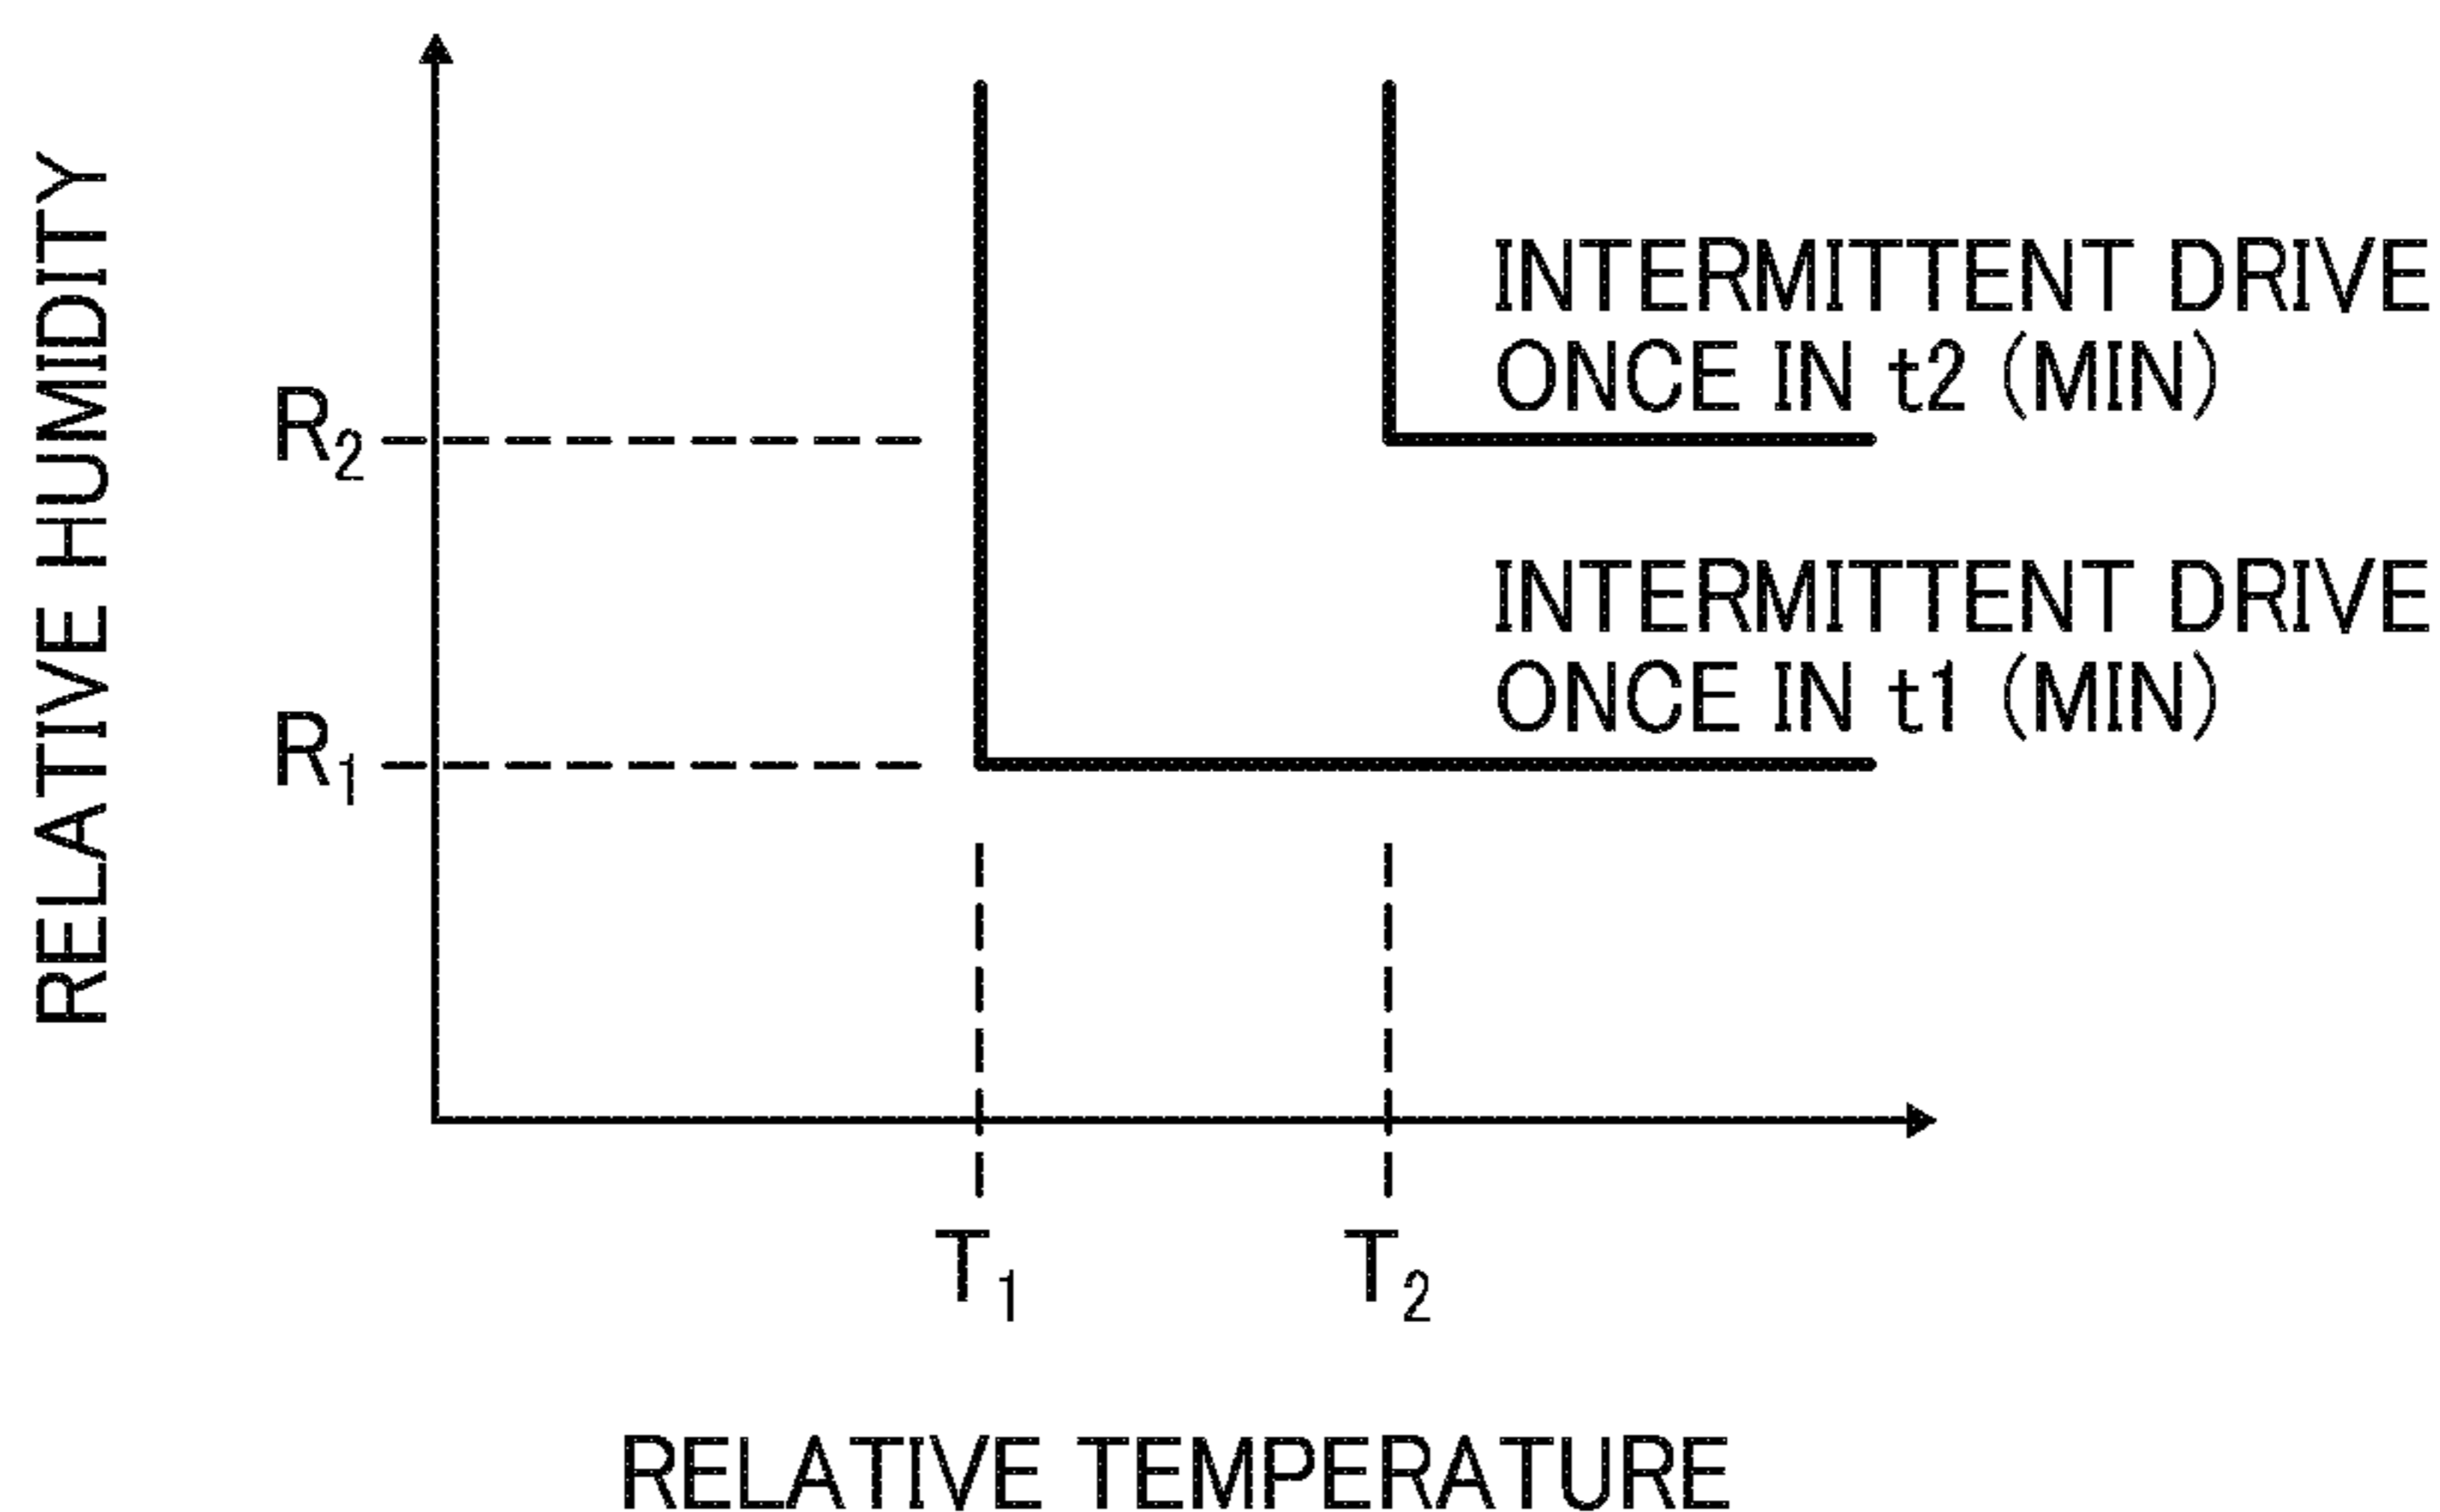 RELATIVE HUMIDITY
INTERMITTENT DRIVE
ONCE IN t2 (MIN)
R2
INTERMITTENT DRIVE
ONCE IN t1 (MIN)
R1
T1
T2
RELATIVE TEMPERATURE